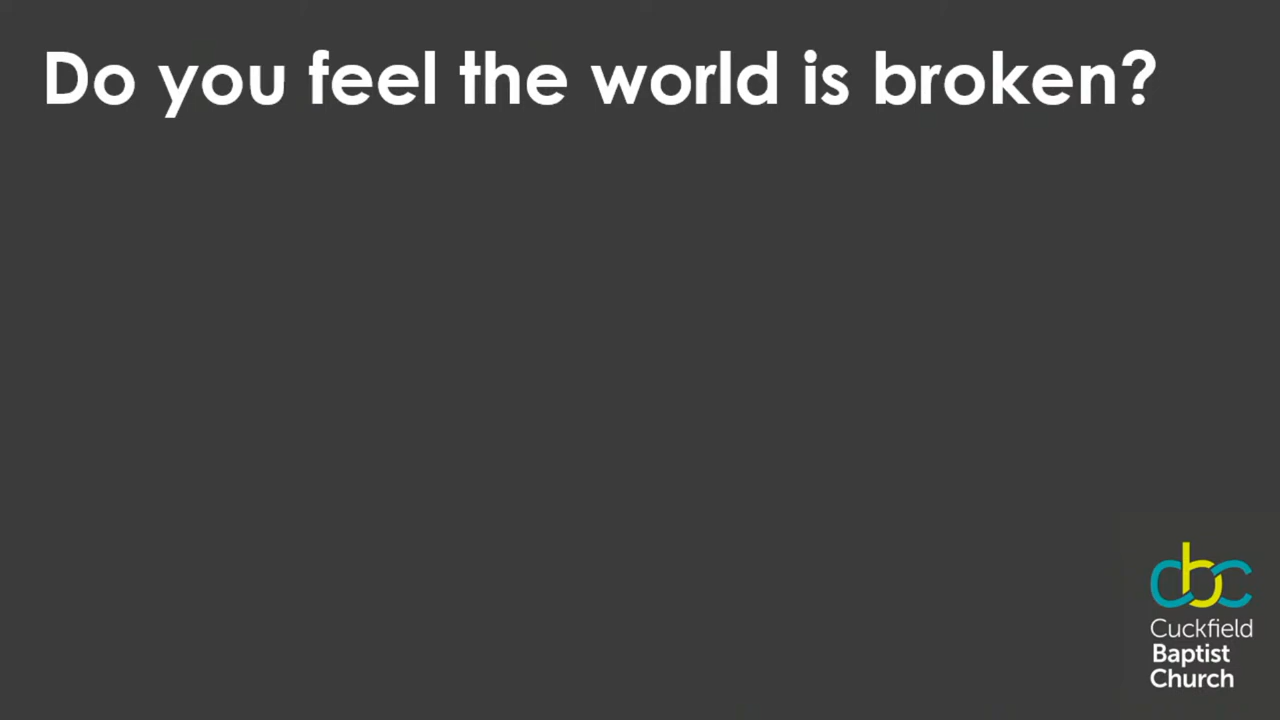 Do you feel the world is broken?
cbc
Cuckfield
Baptist
Church